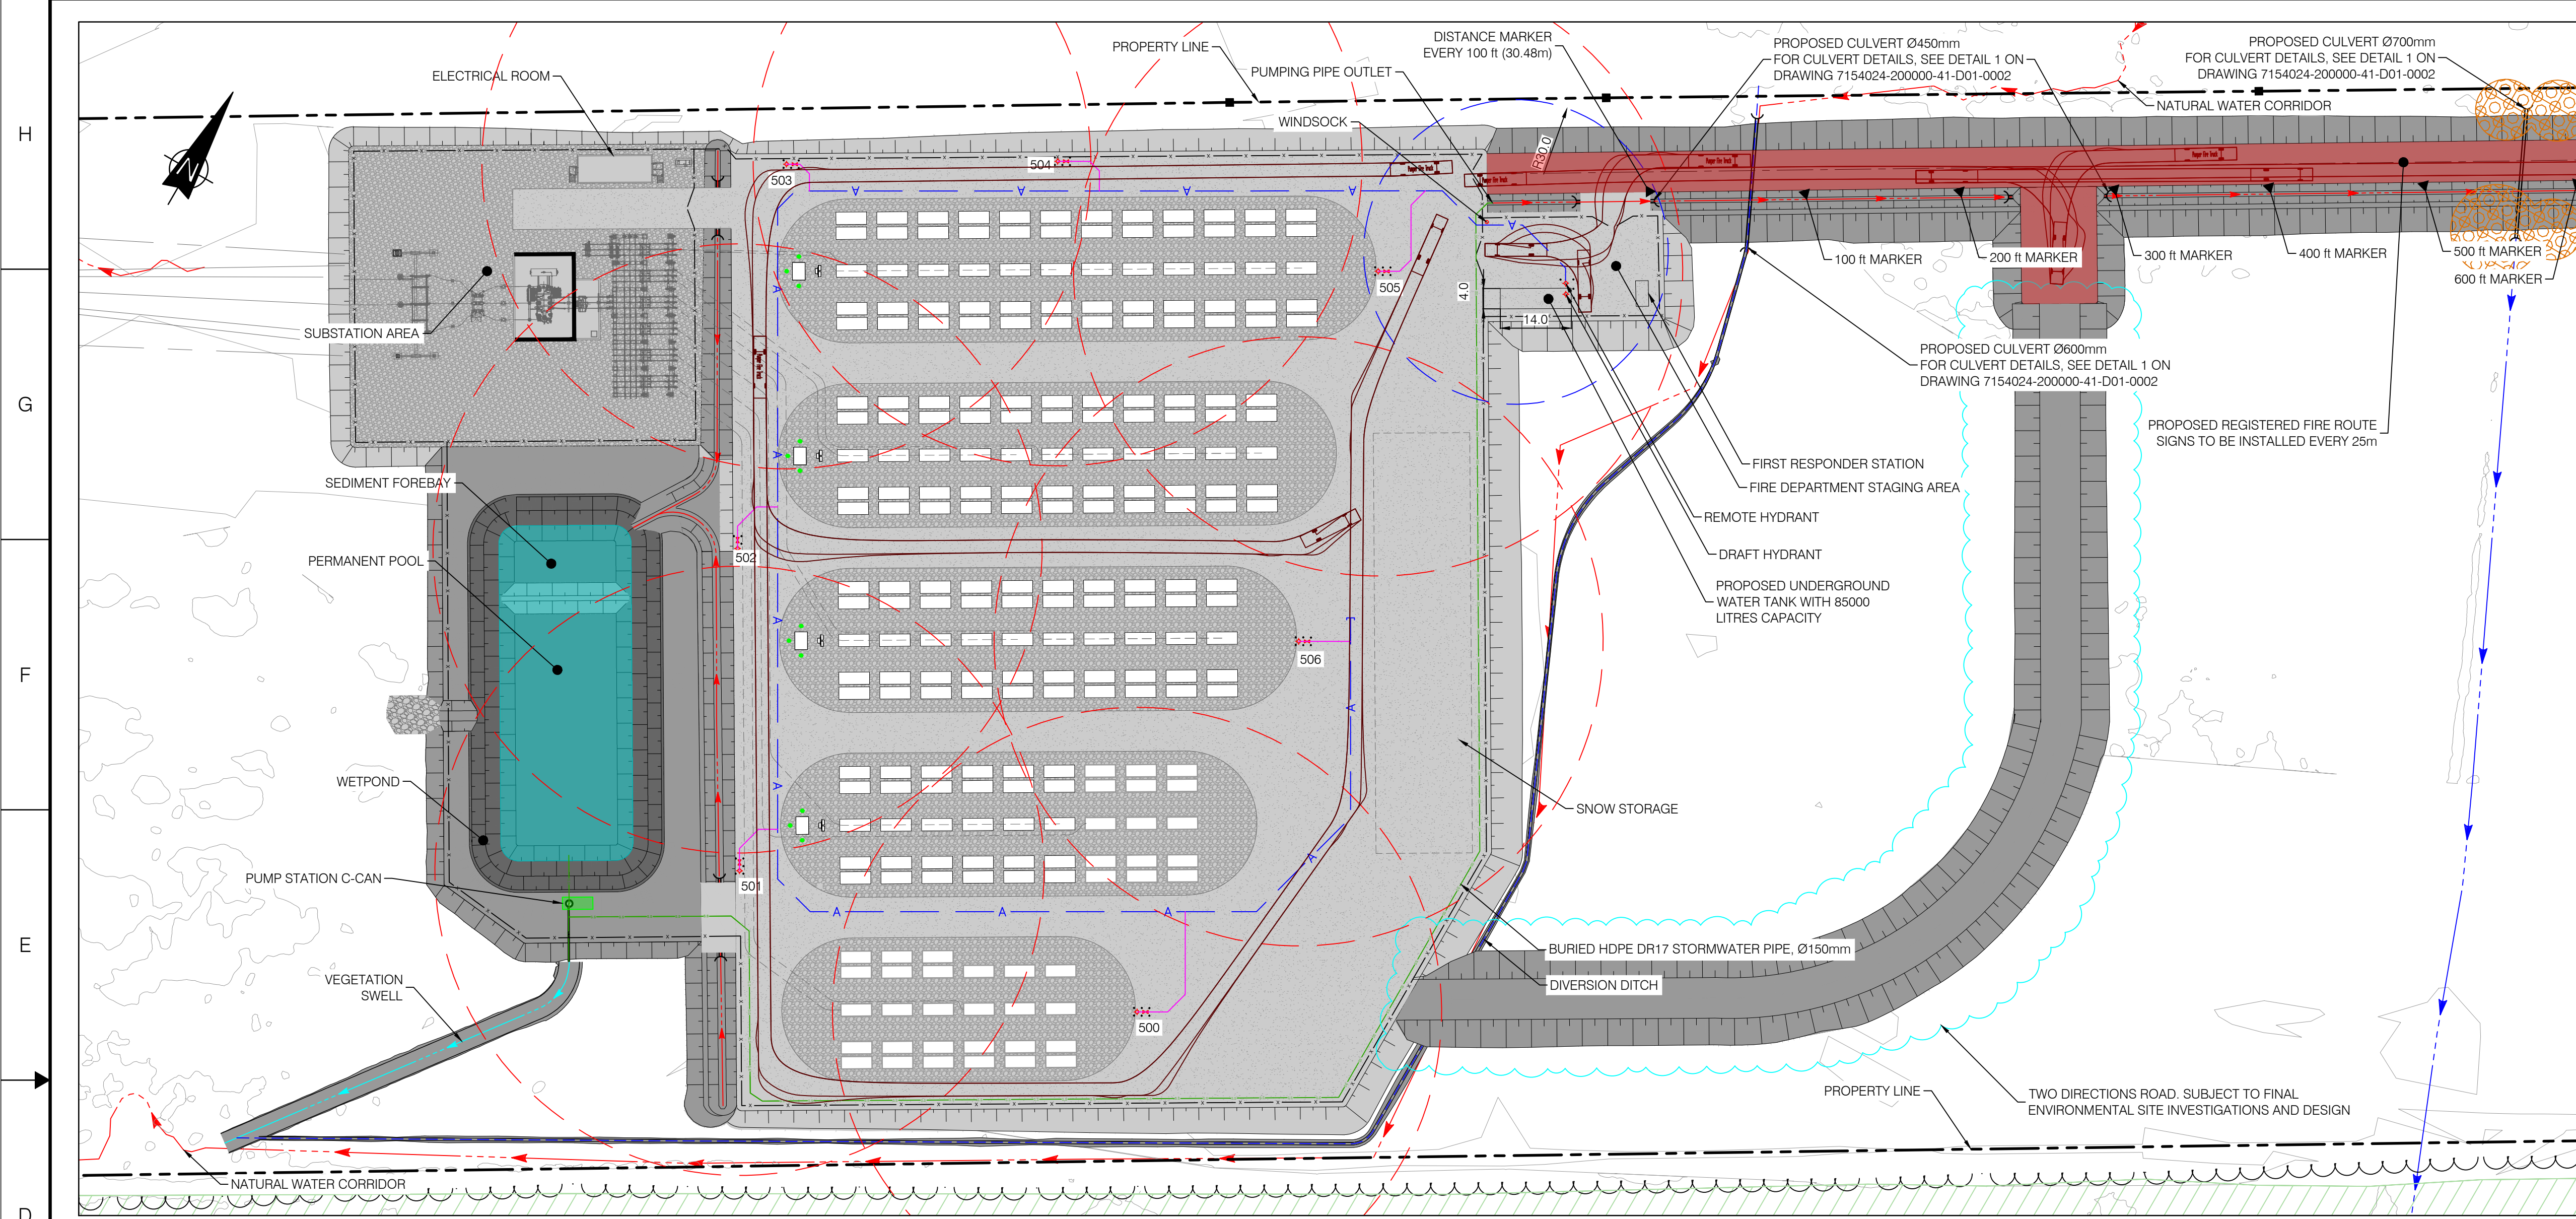 PROPERTY LINE
DISTANCE MARKER
EVERY 100 ft (30.48m)
PROPOSED CULVERT Ø450mm
FOR CULVERT DETAILS, SEE DETAIL 1 ON
DRAWING 7154024-200000-41-D01-0002
PROPOSED CULVERT Ø700mm
FOR CULVERT DETAILS, SEE DETAIL 1 ON
DRAWING 7154024-200000-41-D01-0002
ELECTRICAL ROOM
PUMPING PIPE OUTLET
NATURAL WATER CORRIDOR
WINDSOCK
H
N
R30.0
503
504
A
A
A
A
A
505
100 ft MARKER
200 ft MARKER
300 ft MARKER
400 ft MARKER
500 ft MARKER
600 ft MARKER
SUBSTATION AREA
A
4.0
14.0
PROPOSED CULVERT Ø600mm
FOR CULVERT DETAILS, SEE DETAIL 1 ON
DRAWING 7154024-200000-41-D01-0002
G
PROPOSED REGISTERED FIRE ROUTE
SIGNS TO BE INSTALLED EVERY 25m
A
FIRST RESPONDER STATION
SEDIMENT FOREBAY
FIRE DEPARTMENT STAGING AREA
REMOTE HYDRANT
502
DRAFT HYDRANT
PERMANENT POOL
PROPOSED UNDERGROUND
WATER TANK WITH 85000
LITRES CAPACITY
A
506
F
A
WETPOND
A
SNOW STORAGE
A
PUMP STATION C-CAN
501
A
A
A
E
BURIED HDPE DR17 STORMWATER PIPE, Ø150mm
DIVERSION DITCH
VEGETATION
SWELL
500
PROPERTY LINE
TWO DIRECTIONS ROAD. SUBJECT TO FINAL
ENVIRONMENTAL SITE INVESTIGATIONS AND DESIGN
NATURAL WATER CORRIDOR
D